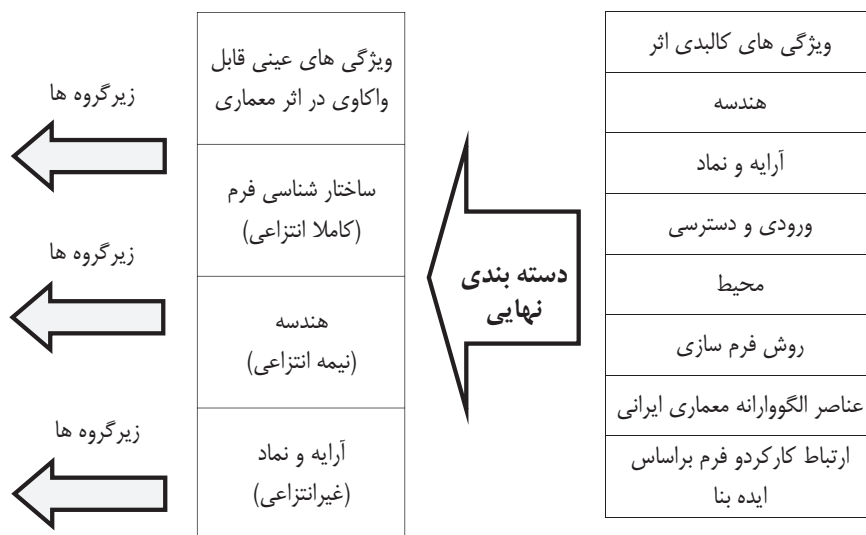 ویژگی های کالبدی اثر
هندسه
آرایه و نماد
ورودی و دسترسی
محیط
روش فرم سازی
عناصر الگووارانه معماری ایرانی
ارتباط کارکردو فرم براساس
ایده بنا
دسته بندی
نهایی
ویژگی های عینی قابل
واکاوی در اثر معماری
ساختار شناسی فرم
(کاملا انتزاعی)
هندسه
(نیمه انتزاعی)
آرایه و نماد
(غیرانتزاعی)
زیرگروه ها
زیرگروه ها
زیرگروه ها